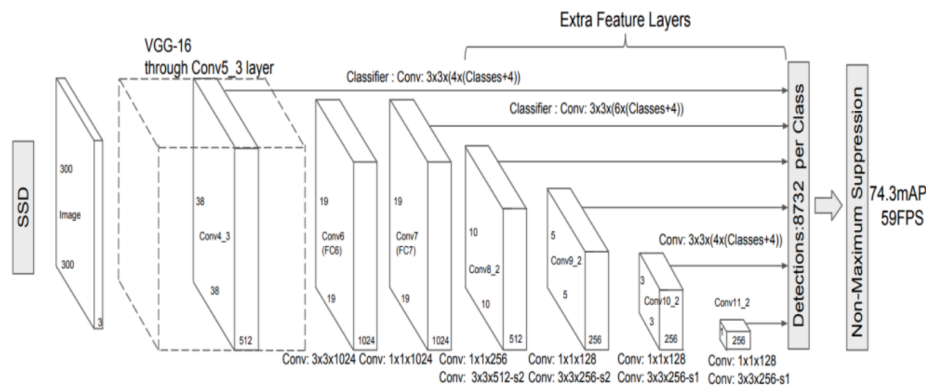 Extra Feature Layers
VGG-16
through Conv5_3 layer
Classifier : Conv: 3x3x(4x(Classes+4))
Classifier : Conv: 3x3x(6x(Classes+4))
SSD
300
Image
300
3
38
Conv4_3
38
512
19
Conv6
(FC6)
19
1024
19
Conv7
(FC7)
19
1024
10
Conv8_2
10
512
5
Conv9_2
5
256
Conv: 3x3x(4x(Classes+4))
3
Conv10_2
3
256
Conv11_2
1
256
Detections:8732 per Class
Non-Maximum Suppression
74.3mAP
59FPS
Conv: 3x3x1024
Conv: 1x1x1024
Conv: 1x1x256
Conv: 3x3x512-s2
Conv: 1x1x128
Conv: 3x3x256-s2
Conv: 1x1x128
Conv: 3x3x256-s1
Conv: 1x1x128
Conv: 3x3x256-s1